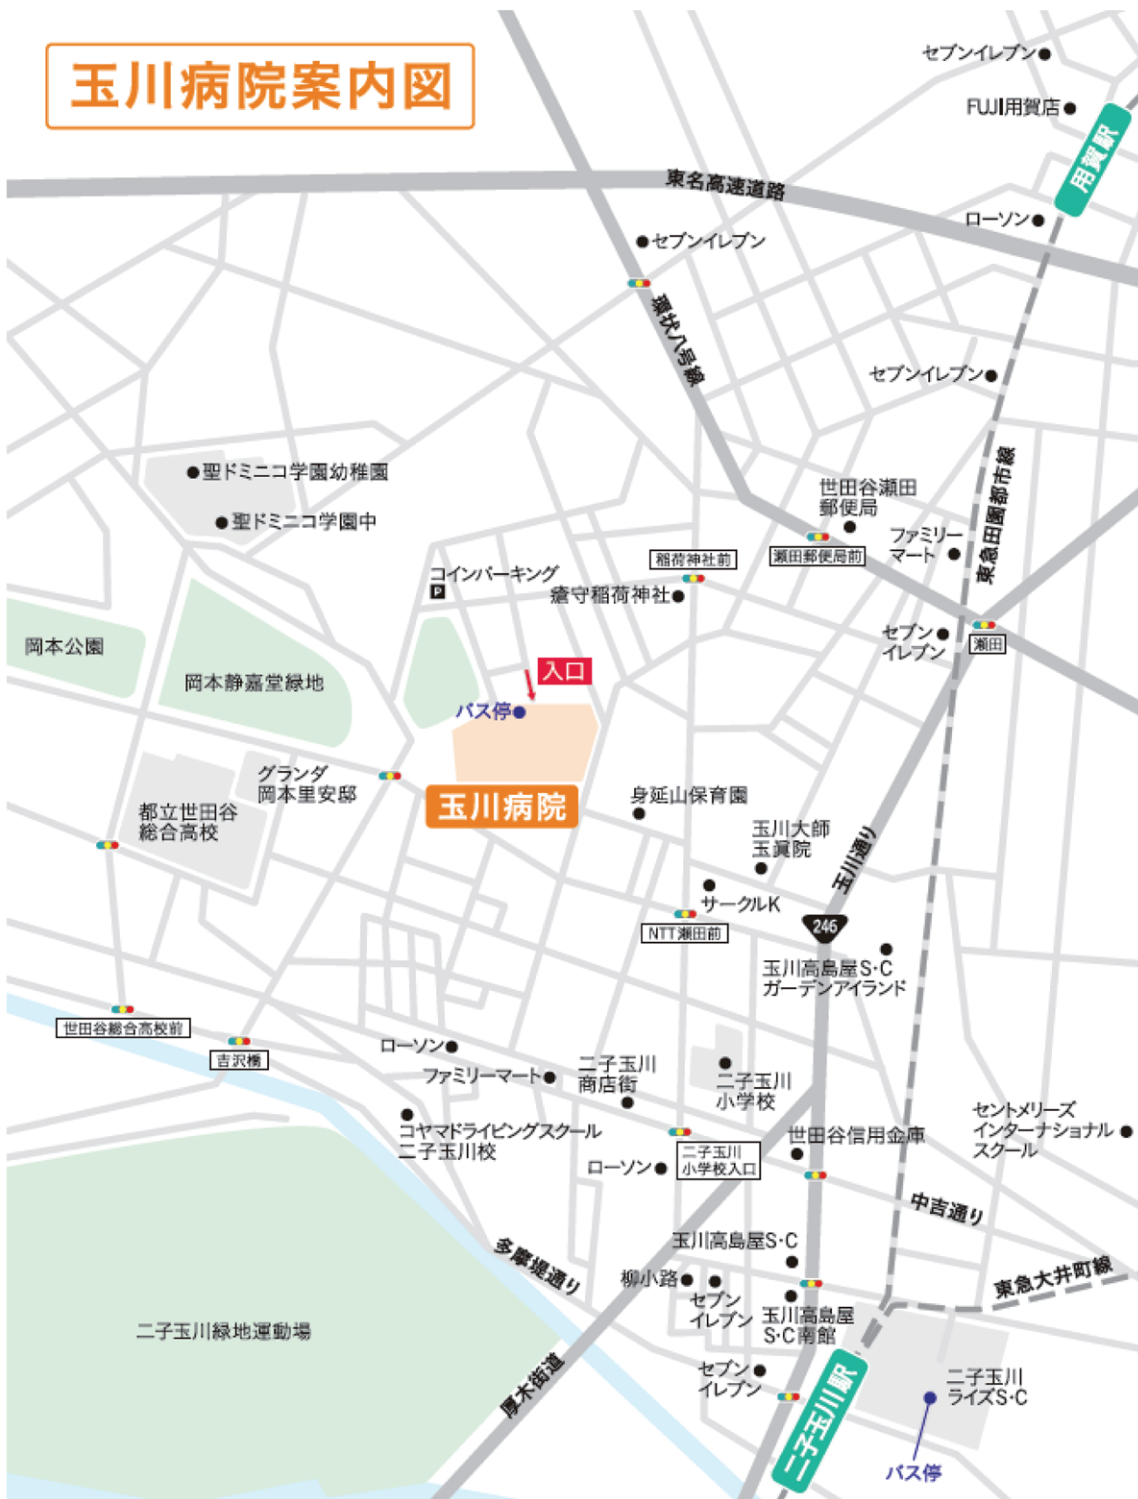 玉川病院案内図
セブンイレブン
FUJI用賀店
用賀駅
東名高速道路
ローソン
セブンイレブン
環状八号線
セブンイレブン
聖ドミニコ学園幼稚園
聖ドミニコ学園中
世田谷瀬田
郵便局
東急田園都市線
ファミリー
マート
稲荷神社前
瀬田郵便局前
コインパーキング
P
瘡守稲荷神社
岡本公園
セブン
イレブン
瀬田
入口
岡本静嘉堂緑地
バス停
グランダ
岡本里安邸
玉川病院
身延山保育園
都立世田谷
総合高校
玉川大師
玉眞院
玉川通り
サークルK
NTT瀬田前
246
玉川高島屋S・C
ガーデンアイランド
世田谷総合高校前
吉沢橋
ローソン
ファミリーマート
二子玉川
商店街
二子玉川
小学校
コヤマドライビングスクール
二子玉川校
セントメリーズ
インターナショナル
スクール
世田谷信用金庫
二子玉川
小学校入口
ローソン
中吉通り
多摩堤通り
玉川高島屋S・C
柳小路
セブン
イレブン
玉川高島屋
S・C南館
東急大井町線
二子玉川緑地運動場
厚木街道
セブン
イレブン
二子玉川駅
二子玉川
ライズS・C
バス停